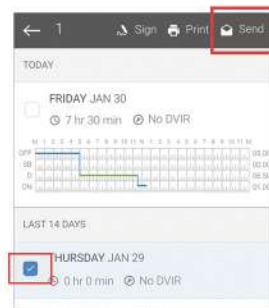 1 Sign Print Send
TODAY
FRIDAY JAN 30
7 hr 30 min No DVIR
OFF
SB
D
ON
LAST 14 DAYS
HURSDAY JAN 29
0 hr 0 min No DVIR